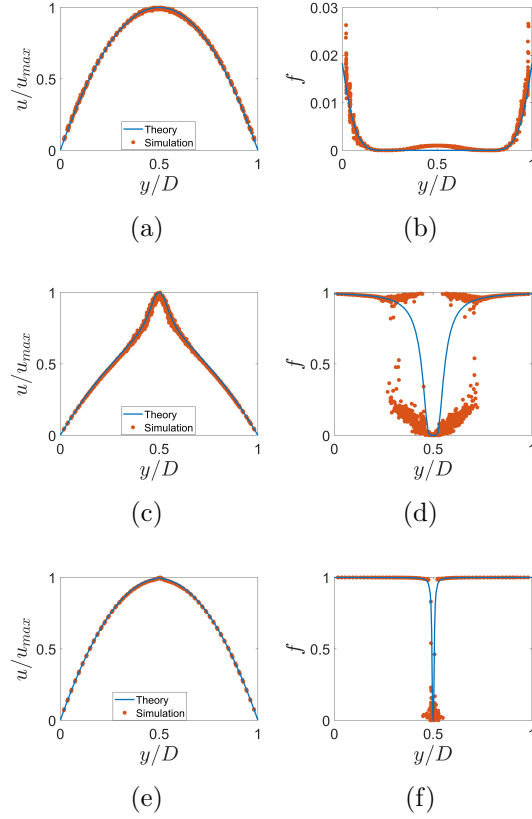 1
0.5
0
0 0.5 1
u/u_max
y/D
Theory
Simulation
(a)
0.03
0.02
0.01
0
0 0.5 1
f
y/D
(b)
1
0.5
0
0 0.5 1
u/u_max
y/D
Theory
Simulation
(c)
1
0.5
0
0 0.5 1
f
y/D
(d)
1
0.5
0
0 0.5 1
u/u_max
y/D
Theory
Simulation
(e)
1
0.5
0
0 0.5 1
f
y/D
(f)